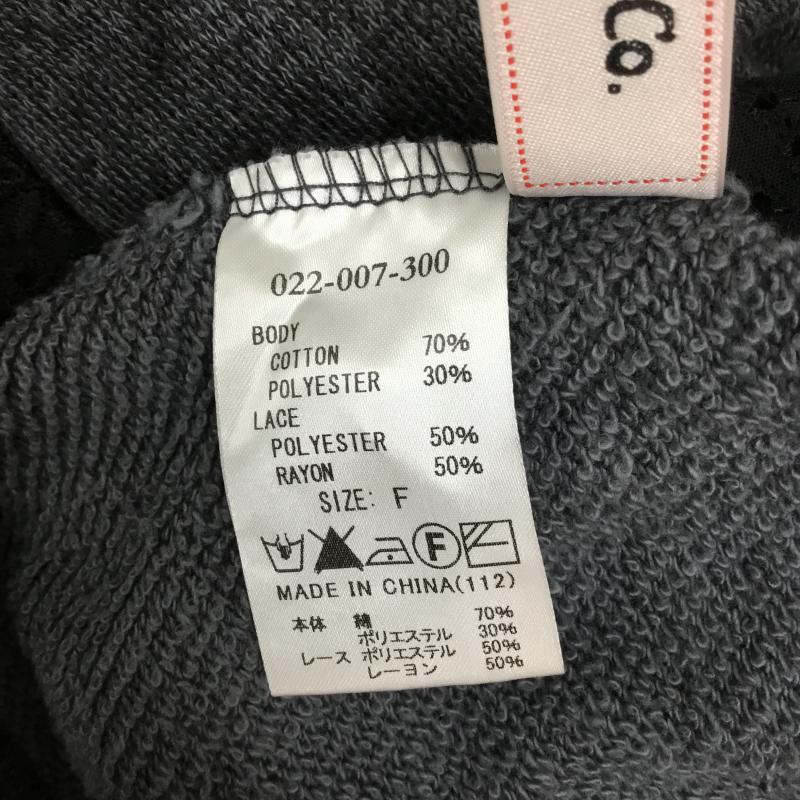 Co.
022-007-300
BODY
COTTON 70%
POLYESTER 30%
LACE
POLYESTER 50%
RAYON 50%
SIZE: F
F
MADE IN CHINA(112)
本体 綿 70%
ポリエステル 30%
レース ポリエステル 50%
レーヨン 50%